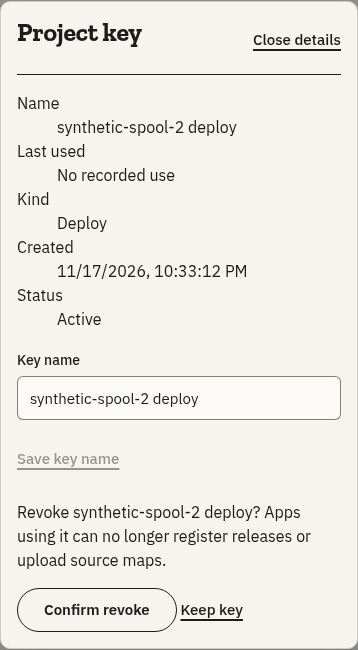 Project key
Close details
Name
synthetic-spool-2 deploy
Last used
No recorded use
Kind
Deploy
Created
11/17/2026, 10:33:12 PM
Status
Active
Key name
synthetic-spool-2 deploy
Save key name
Revoke synthetic-spool-2 deploy? Apps
using it can no longer register releases or
upload source maps.
Confirm revoke Keep key